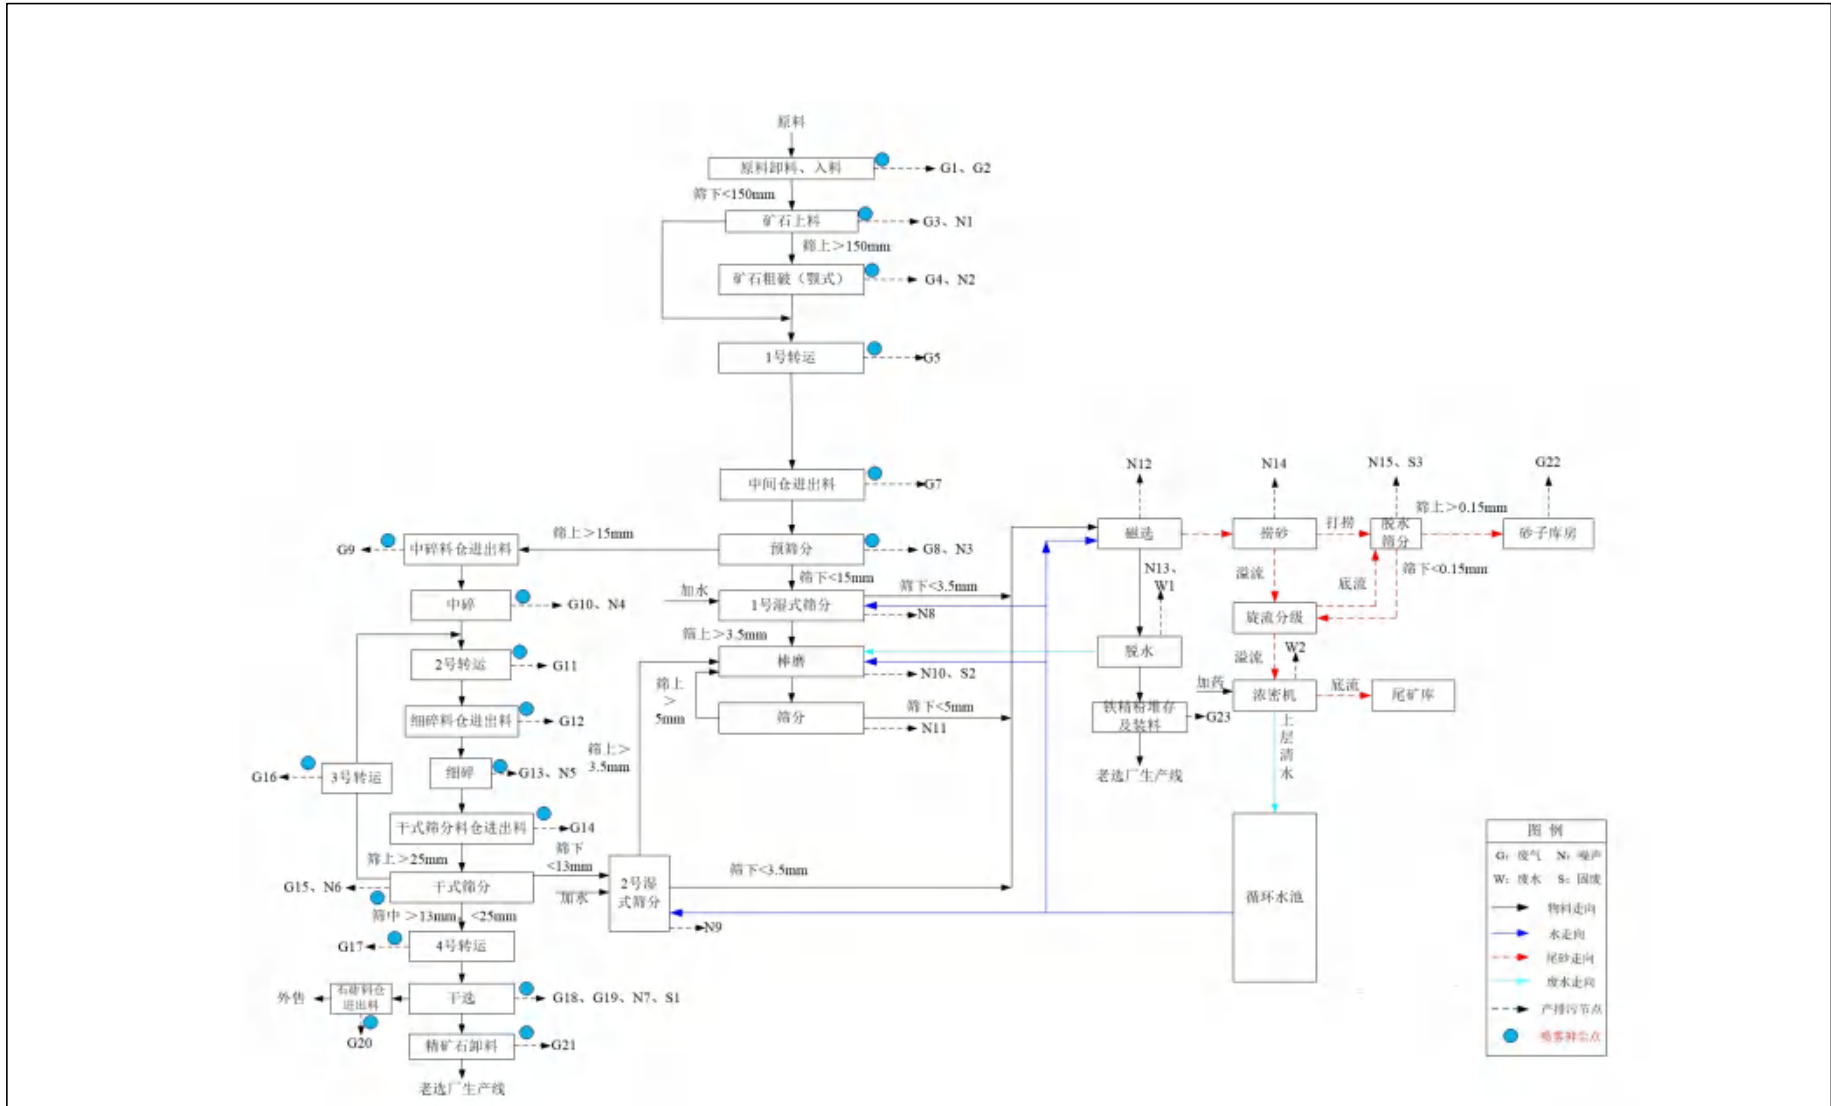 原料
原料卸料、入料
G1、G2
筛下<150mm
矿石上料
G3、N1
筛上>150mm
矿石粗破（颚式）
G4、N2
1号转运
G5
中间仓进出料
G7
预筛分
G8、N3
筛上>15mm
中碎料仓进出料
G9
中碎
G10、N4
2号转运
G11
细碎料仓进出料
G12
细碎
G13、N5
3号转运
G16
干式筛分料仓进出料
G14
筛上>25mm
干式筛分
G15、N6
筛中>13mm，<25mm
4号转运
G17
干选
G18、G19、N7、S1
石碴料仓
进出料
外售
G20
精矿石卸料
G21
老选厂生产线
筛下
<13mm
加水
2号湿
式筛分
N9
筛下<3.5mm
筛上>
3.5mm
筛下<15mm
加水
1号湿式筛分
筛下<3.5mm
N8
筛上>3.5mm
棒磨
N10、S2
筛上
>
5mm
筛分
筛下<5mm
N11
N12
磁选
N13、
W1
脱水
铁精粉堆存
及装料
G23
老选厂生产线
N14
捞砂
打捞
N15、S3
脱水
筛分
筛上>0.15mm
G22
砂子库房
筛下<0.15mm
溢流
底流
旋流分级
溢流
W2
加药
浓密机
底流
尾矿库
上
层
清
水
循环水池
图 例
G：废气 N：噪声
W：废水 S：固废
物料走向
水走向
尾砂走向
废水走向
产排污节点
喷雾抑尘点